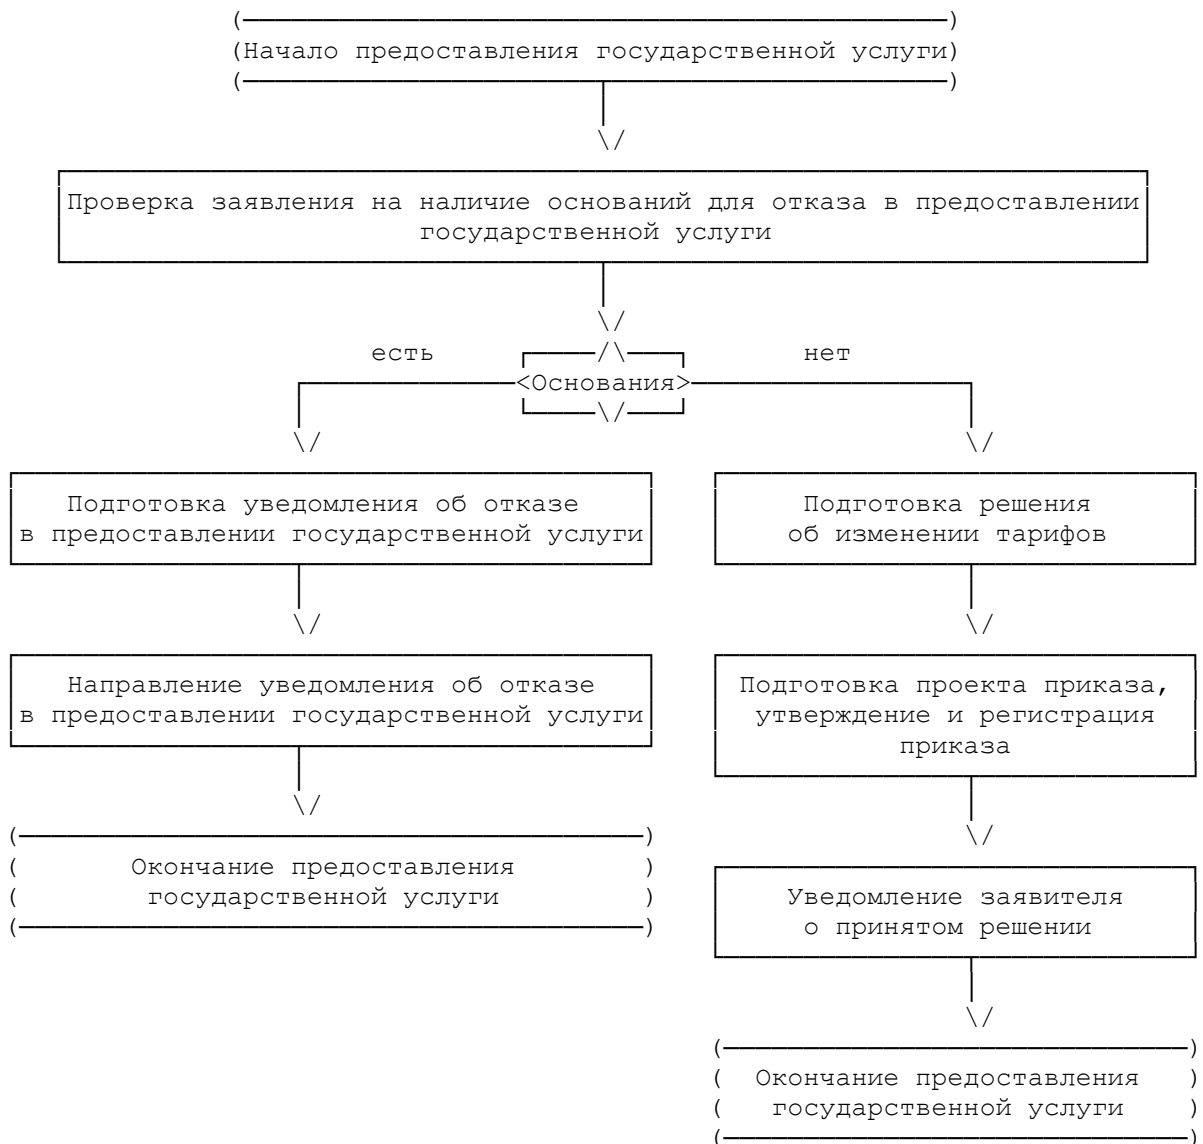 Начало предоставления государственной услуги
Проверка заявления на наличие оснований для отказа в предоставлении
государственной услуги
есть
нет
Основания
Подготовка уведомления об отказе
в предоставлении государственной услуги
Подготовка решения
об изменении тарифов
Направление уведомления об отказе
в предоставлении государственной услуги
Подготовка проекта приказа,
утверждение и регистрация
приказа
Окончание предоставления
государственной услуги
Уведомление заявителя
о принятом решении
Окончание предоставления
государственной услуги